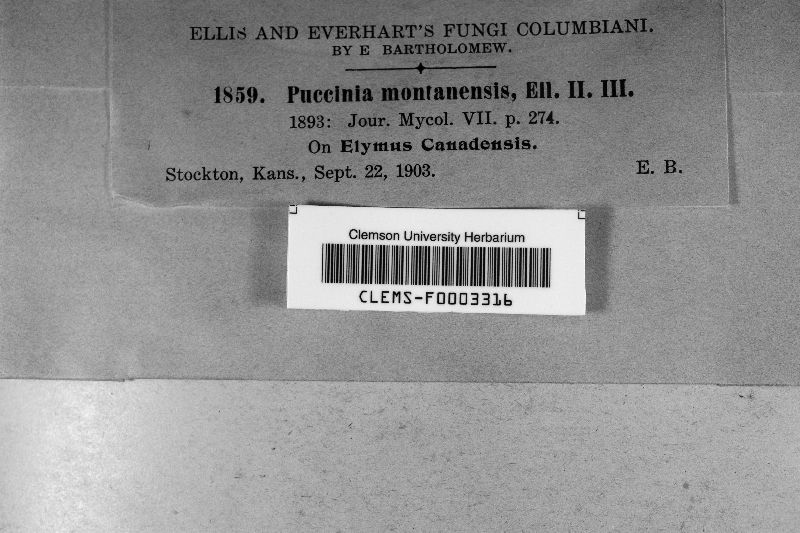 ELLIS AND EVERHART'S FUNGI COLUMBIANI.
BY E BARTHOLOMEW.
1859. Puccinia montanensis, Ell. II. III.
1893: Jour. Mycol. VII. p. 274.
On Elymus Canadensis.
Stockton, Kans., Sept. 22, 1903. E. B.
Clemson University Herbarium
CLEMS-F0003316